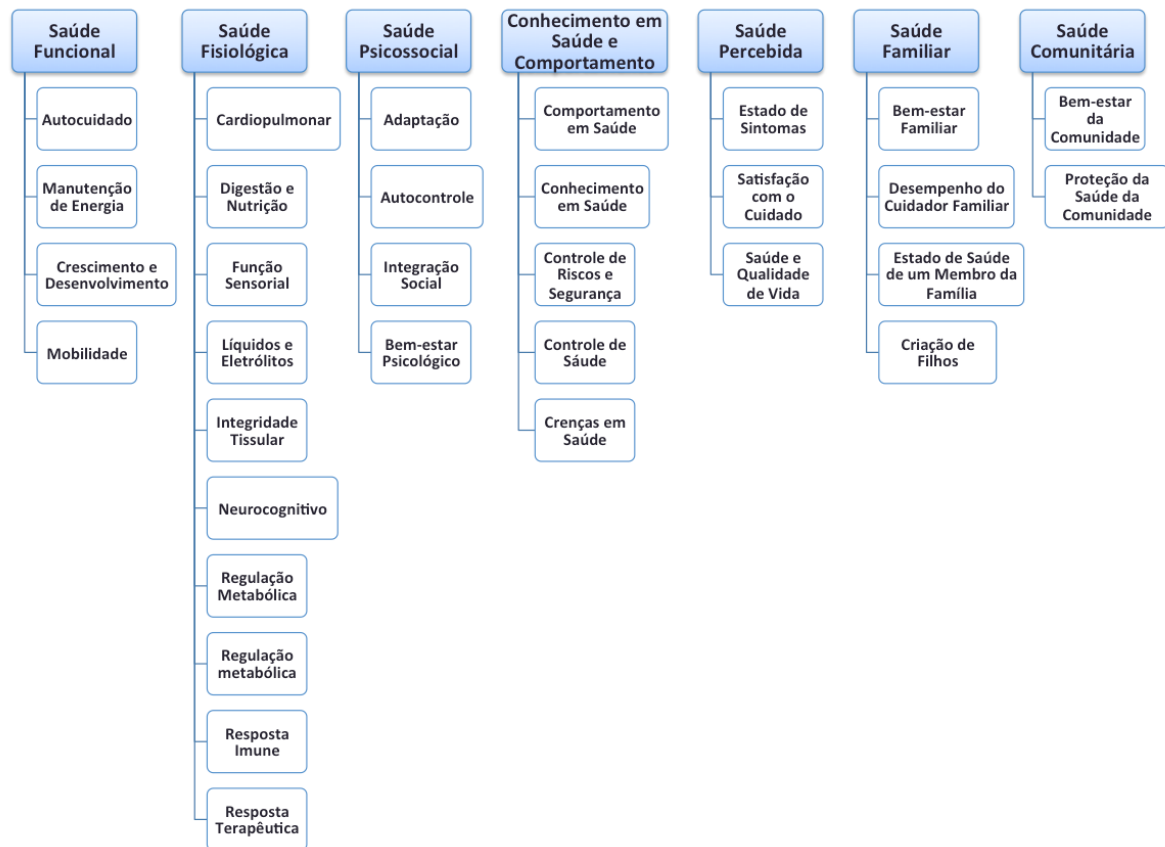 Saúde
Funcional
Autocuidado
Manutenção
de Energia
Crescimento e
Desenvolvimento
Mobilidade
Saúde
Fisiológica
Cardiopulmonar
Digestão e
Nutrição
Função
Sensorial
Líquidos e
Eletrólitos
Integridade
Tissular
Neurocognitivo
Regulação
Metabólica
Regulação
metabólica
Resposta
Imune
Resposta
Terapêutica
Saúde
Psicossocial
Adaptação
Autocontrole
Integração
Social
Bem-estar
Psicológico
Conhecimento em
Saúde e
Comportamento
Comportamento
em Saúde
Conhecimento
em Saúde
Controle de
Riscos e
Segurança
Controle de
Sáude
Crenças em
Saúde
Saúde
Percebida
Estado de
Sintomas
Satisfação
com o
Cuidado
Saúde e
Qualidade
de Vida
Saúde
Familiar
Bem-estar
Familiar
Desempenho do
Cuidador Familiar
Estado de Saúde
de um Membro da
Família
Criação de
Filhos
Saúde
Comunitária
Bem-estar
da
Comunidade
Proteção da
Saúde da
Comunidade